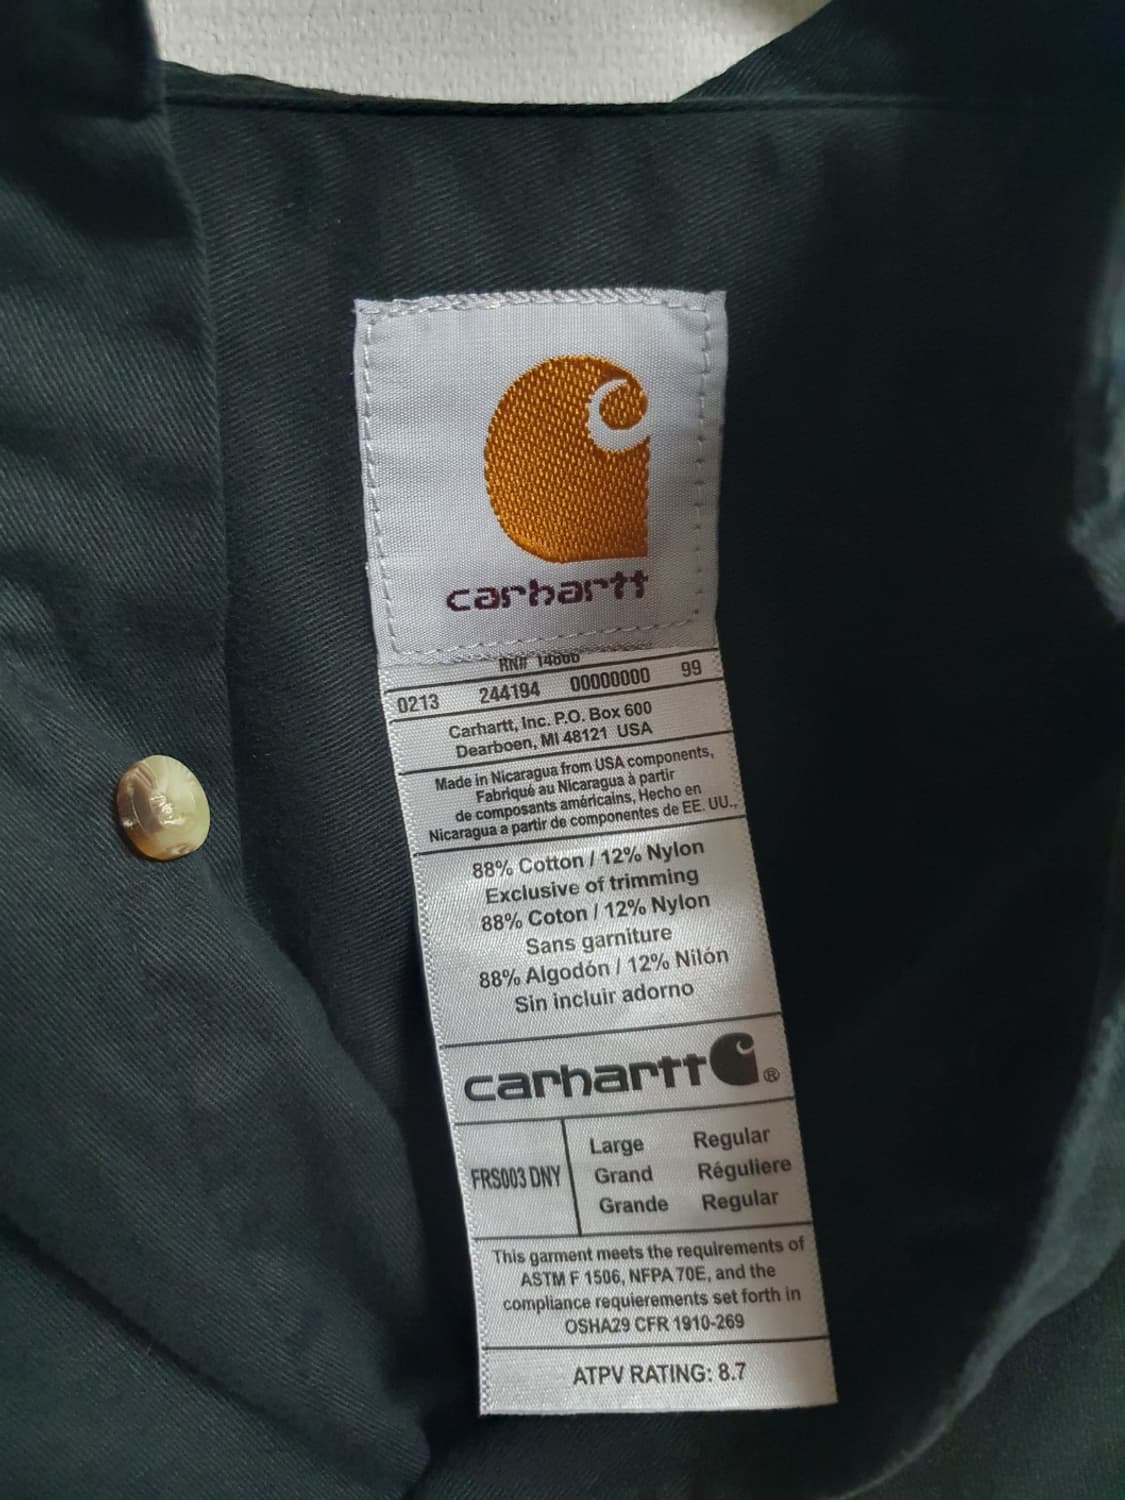 carhartt
RN# 14806
0213 244194 00000000 99
Carhartt, Inc. P.O. Box 600
Dearboen, MI 48121 USA
Made in Nicaragua from USA components,
Fabriqué au Nicaragua à partir
de composants américains, Hecho en
Nicaragua a partir de componentes de EE. UU.,
88% Cotton / 12% Nylon
Exclusive of trimming
88% Coton / 12% Nylon
Sans garniture
88% Algodón / 12% Nilón
Sin incluir adorno
carhartt ®
FRS003 DNY
Large Regular
Grand Réguliere
Grande Regular
This garment meets the requirements of
ASTM F 1506, NFPA 70E, and the
compliance requierements set forth in
OSHA29 CFR 1910-269
ATPV RATING: 8.7